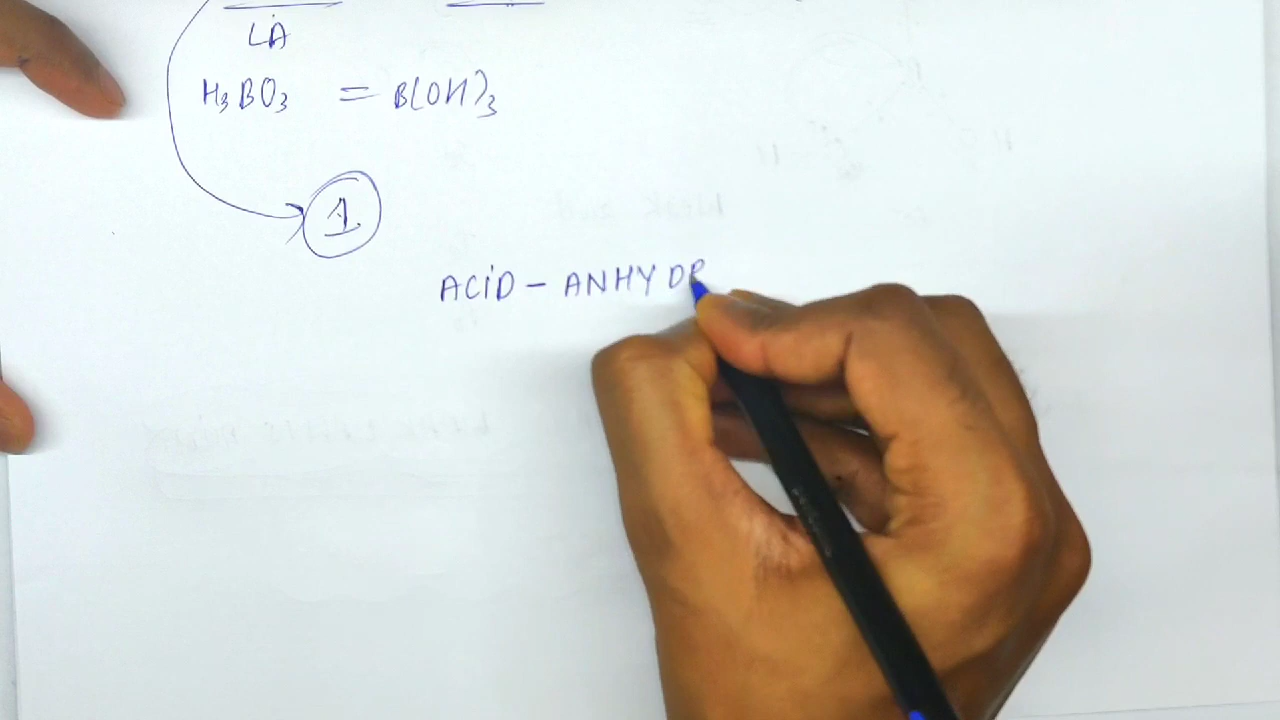 LA
H₃BO₃ = B(OH)₃
1
ACID - ANHYDR